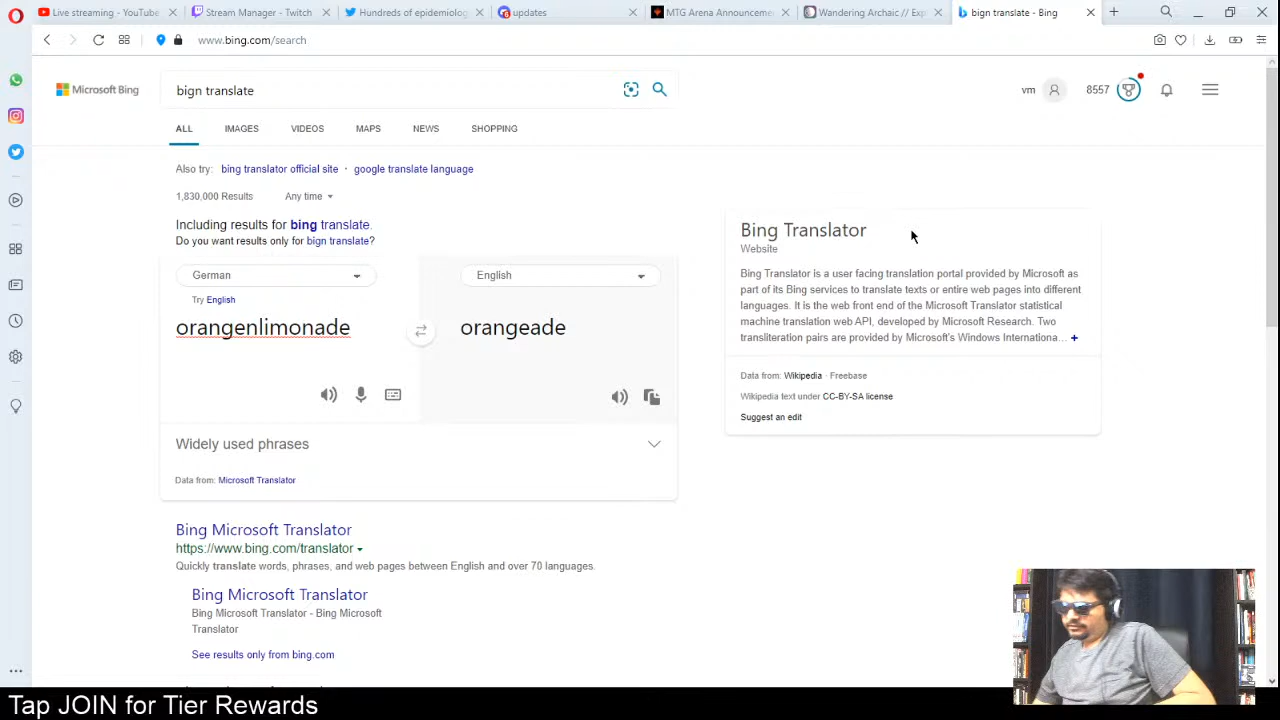 Live streaming - YouTube
Stream Manager - Twitch
Hundreds of epidemiolog
updates
MTG Arena Announceme
Wandering Archaic // Exp
bign translate - Bing
www.bing.com/search
Microsoft Bing
bign translate
vm
8557
ALL
IMAGES
VIDEOS
MAPS
NEWS
SHOPPING
Also try: bing translator official site · google translate language
1,830,000 Results
Any time
Including results for bing translate.
Do you want results only for bign translate?
German
English
Try English
orangenlimonade
orangeade
Widely used phrases
Data from: Microsoft Translator
Bing Translator
Website
Bing Translator is a user facing translation portal provided by Microsoft as
part of its Bing services to translate texts or entire web pages into different
languages. It is the web front end of the Microsoft Translator statistical
machine translation web API, developed by Microsoft Research. Two
transliteration pairs are provided by Microsoft's Windows Internationa… +
Data from: Wikipedia · Freebase
Wikipedia text under CC-BY-SA license
Suggest an edit
Bing Microsoft Translator
https://www.bing.com/translator
Quickly translate words, phrases, and web pages between English and over 70 languages.
Bing Microsoft Translator
Bing Microsoft Translator - Bing Microsoft
Translator
See results only from bing.com
Tap JOIN for Tier Rewards